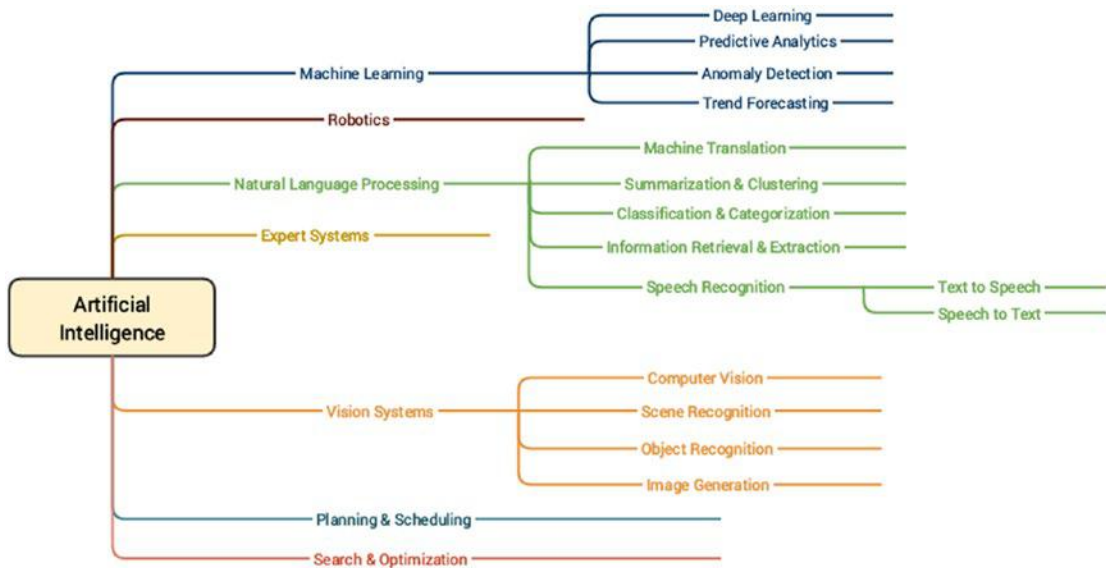 Deep Learning
Predictive Analytics
Machine Learning
Anomaly Detection
Trend Forecasting
Robotics
Machine Translation
Natural Language Processing
Summarization & Clustering
Classification & Categorization
Expert Systems
Information Retrieval & Extraction
Speech Recognition
Text to Speech
Speech to Text
Artificial
Intelligence
Computer Vision
Vision Systems
Scene Recognition
Object Recognition
Image Generation
Planning & Scheduling
Search & Optimization